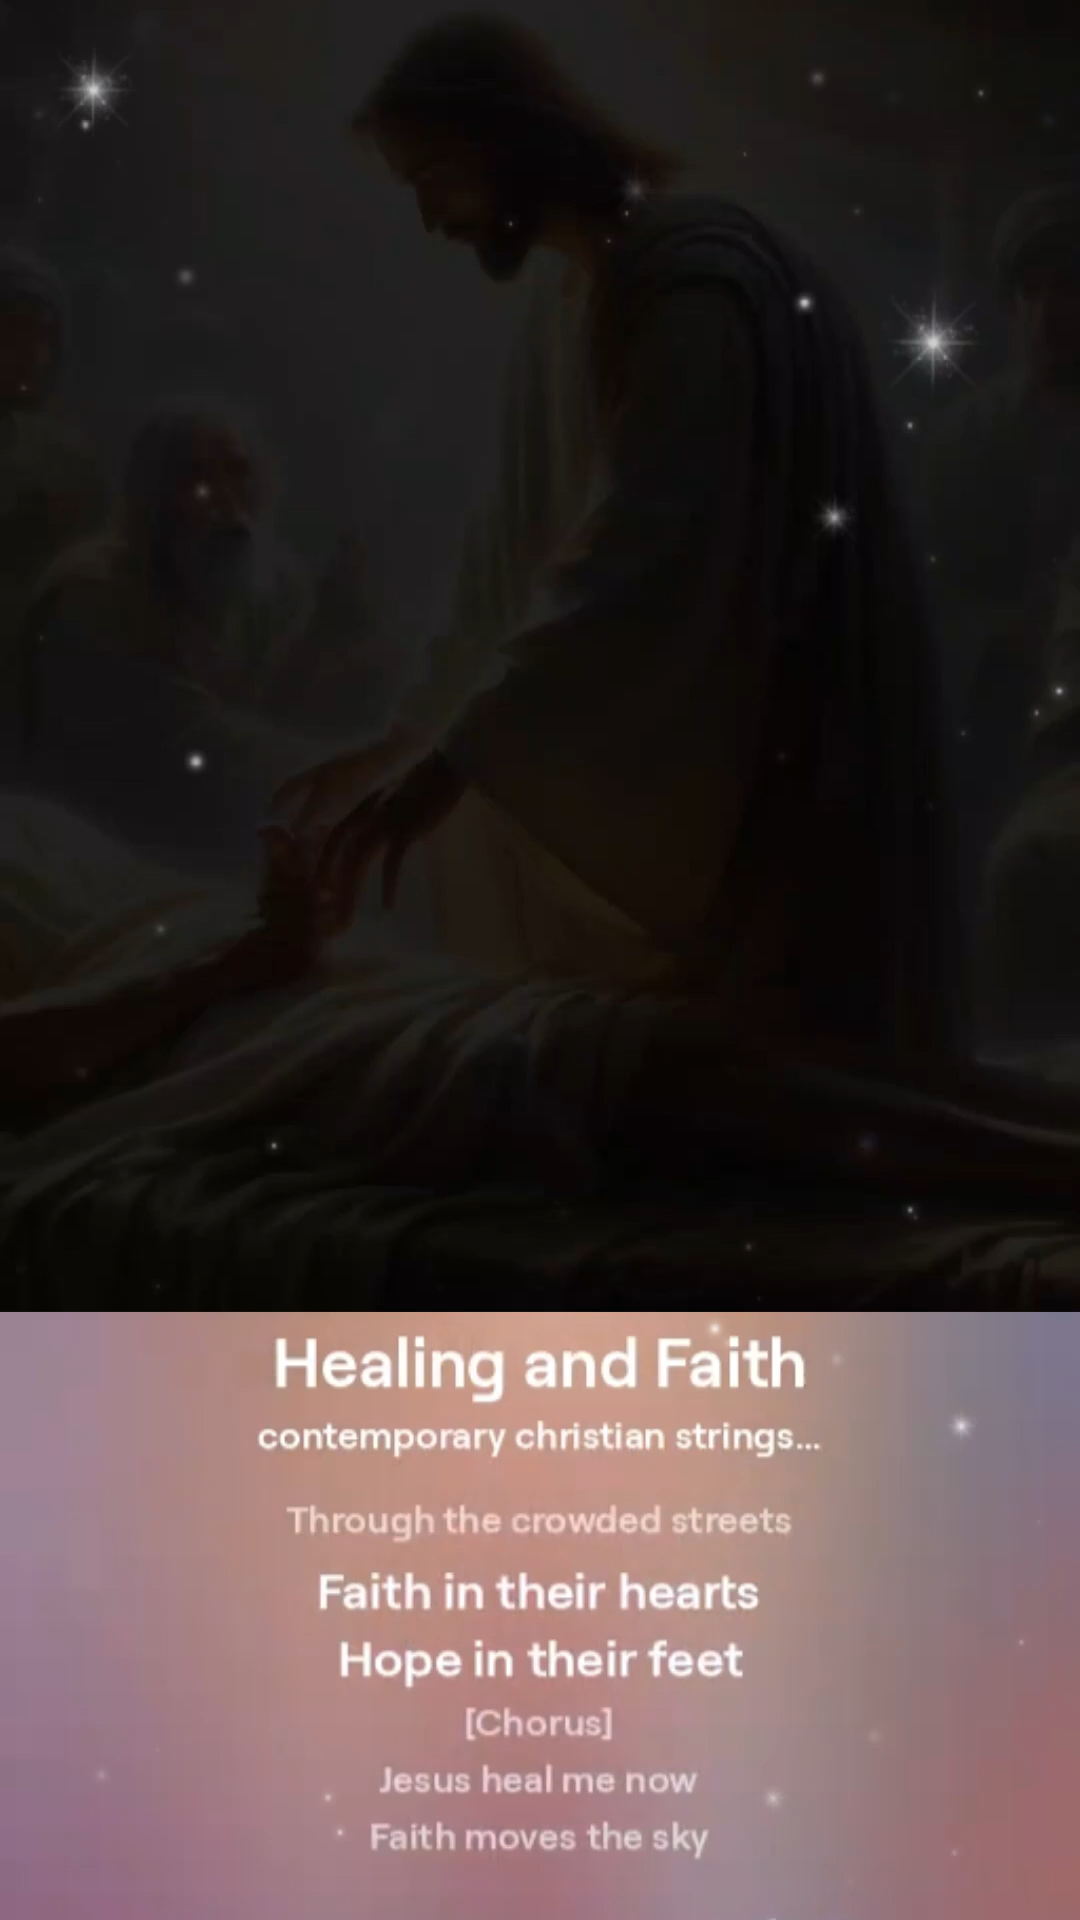 Healing and Faith
contemporary christian strings...
Through the crowded streets
Faith in their hearts
Hope in their feet
[Chorus]
Jesus heal me now
Faith moves the sky